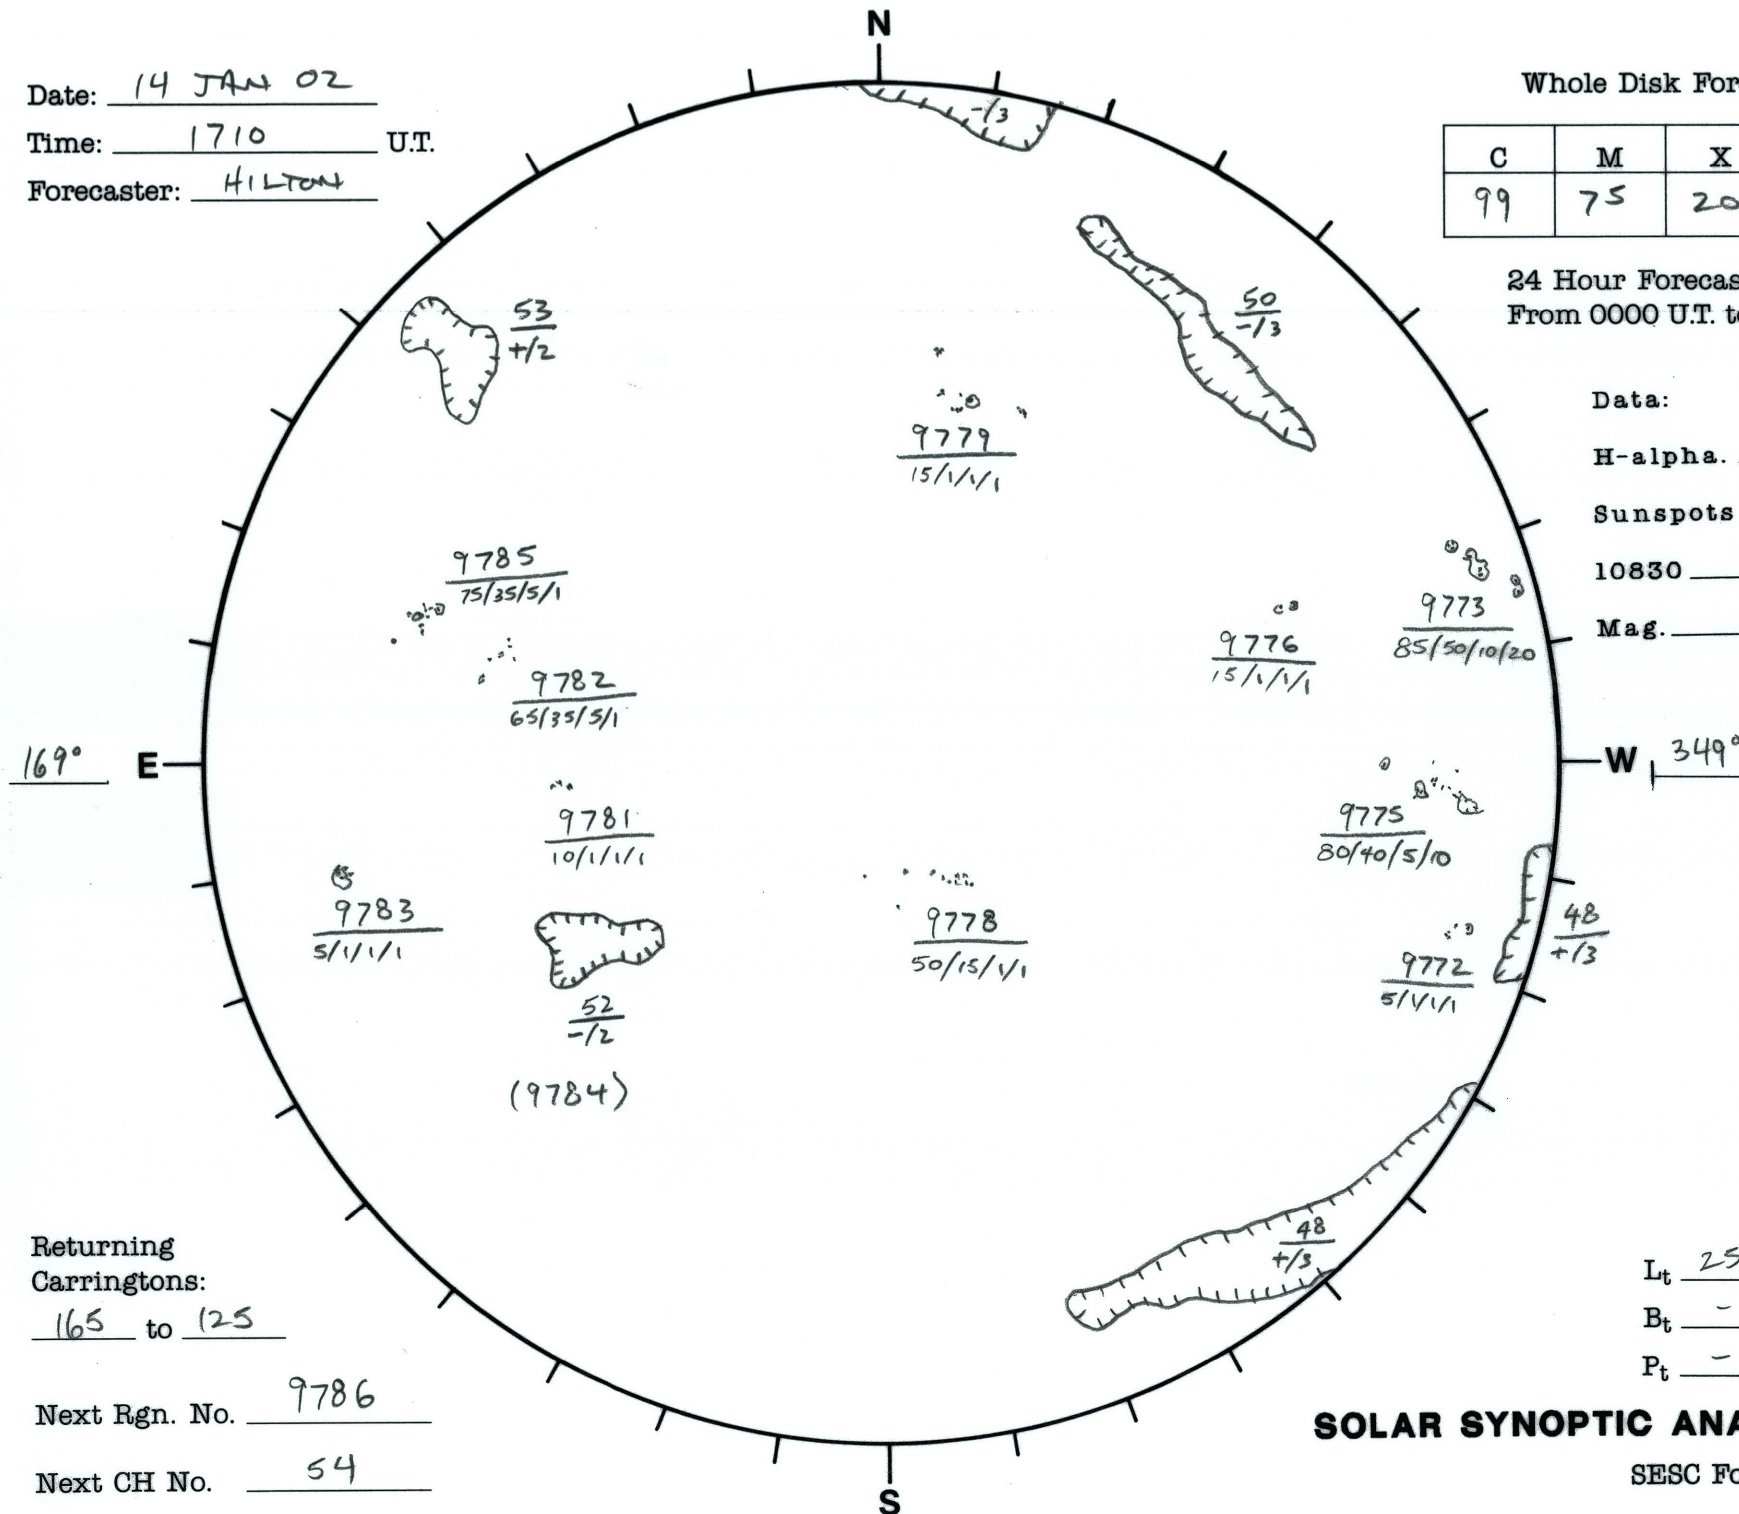 N
Date: 14 JAN 02
Time: 1710 U.T.
Forecaster: HILTON
Whole Disk For
C M X
99 75 20
24 Hour Forecas
From 0000 U.T. to
Data:
H-alpha.
Sunspots
10830
Mag.
-/3
53
+/2
50
-/3
9779
15/1/1/1
9785
75/35/5/1
9782
65/35/5/1
9776
15/1/1/1
9773
85/50/10/20
169° E
W 349°
9781
10/1/1/1
9775
80/40/5/10
9783
5/1/1/1
9778
50/15/1/1
48
+/3
9772
5/1/1/1
52
-/2
(9784)
48
+/3
Returning
Carringtons:
165 to 125
Next Rgn. No. 9786
Next CH No. 54
Lt 25
Bt -
Pt -
SOLAR SYNOPTIC ANA
SESC Fo
S